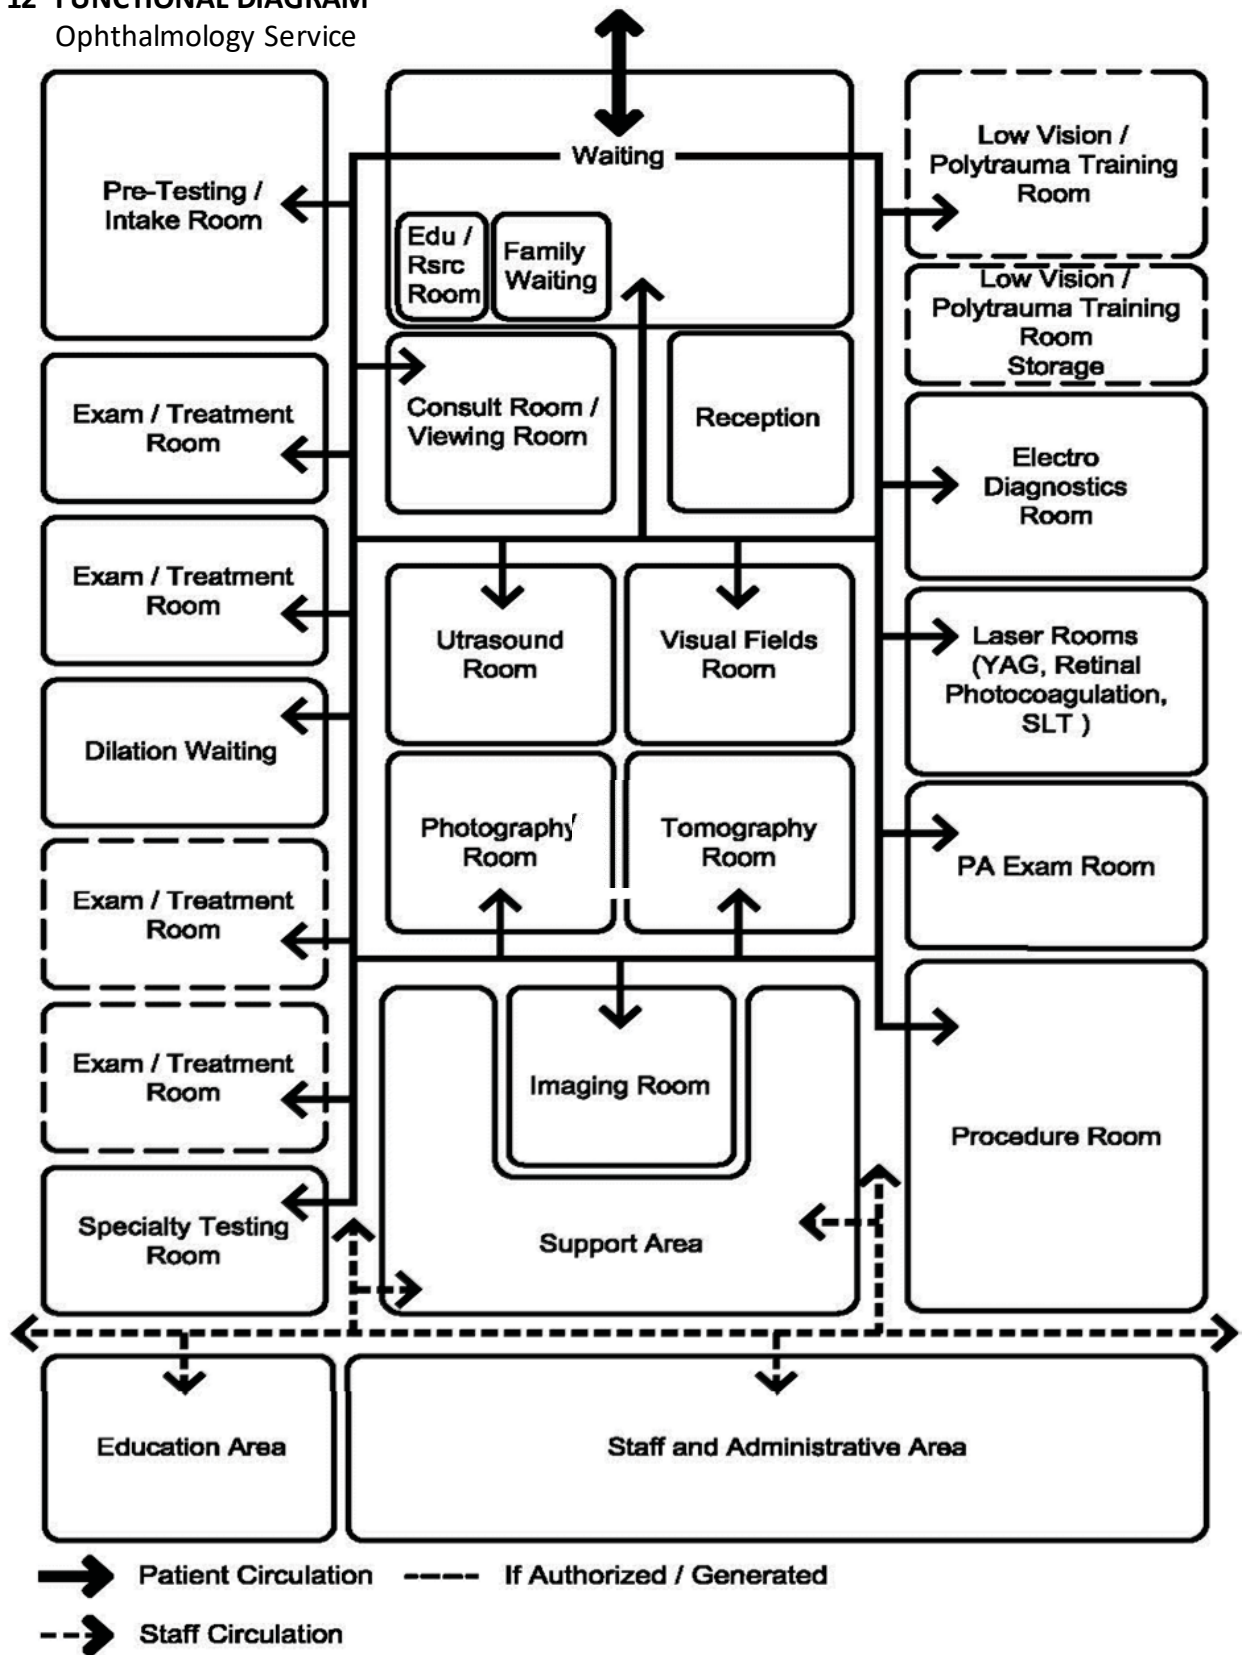 12 FUNCTIONAL DIAGRAM
Ophthalmology Service
Waiting
Pre-Testing /
Intake Room
Edu /
Rsrc
Room
Family
Waiting
Low Vision /
Polytrauma Training
Room
Low Vision /
Polytrauma Training
Room
Storage
Consult Room /
Viewing Room
Reception
Exam / Treatment
Room
Electro
Diagnostics
Room
Exam / Treatment
Room
Utrasound
Room
Visual Fields
Room
Laser Rooms
(YAG, Retinal
Photocoagulation,
SLT )
Dilation Waiting
Photography
Room
Tomography
Room
PA Exam Room
Exam / Treatment
Room
Exam / Treatment
Room
Imaging Room
Procedure Room
Specialty Testing
Room
Support Area
Education Area
Staff and Administrative Area
Patient Circulation
If Authorized / Generated
Staff Circulation